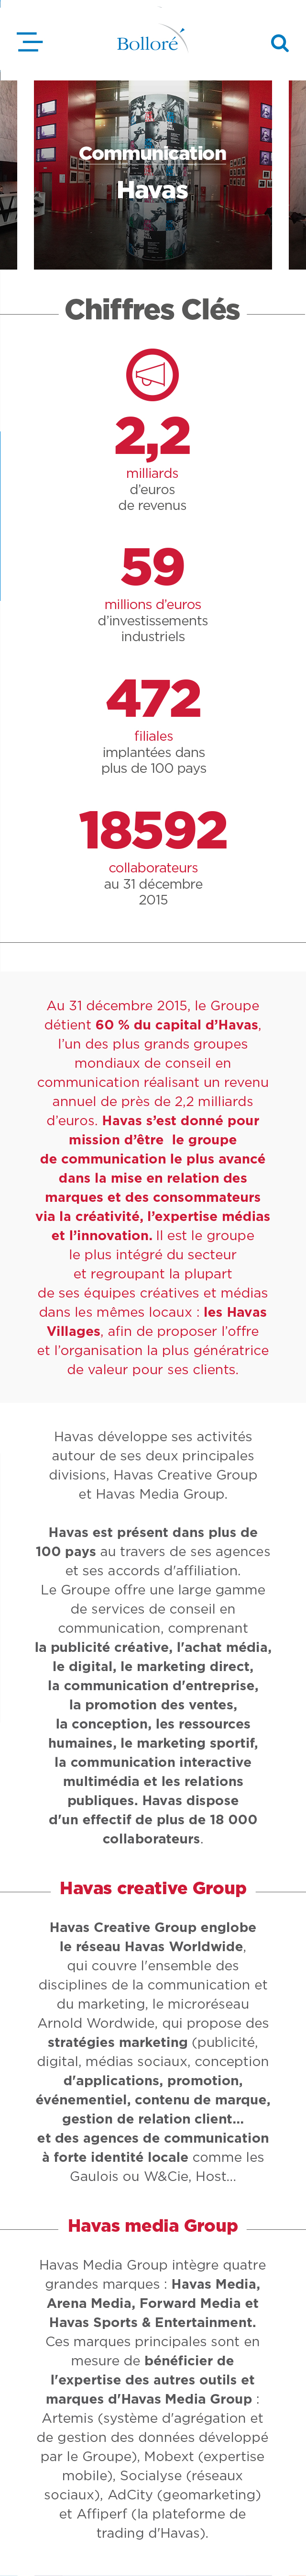 Bolloré
Communication
Havas
Chiffres Clés
2,2
milliards
d'euros
de revenus
59
millions d'euros
d'investissements
industriels
472
filiales
implantées dans
plus de 100 pays
18592
collaborateurs
au 31 décembre
2015
Au 31 décembre 2015, le Groupe
détient 60 % du capital d'Havas,
l'un des plus grands groupes
mondiaux de conseil en
communication réalisant un revenu
annuel de près de 2,2 milliards
d'euros. Havas s'est donné pour
mission d'être le groupe
de communication le plus avancé
dans la mise en relation des
marques et des consommateurs
via la créativité, l'expertise médias
et l'innovation. Il est le groupe
le plus intégré du secteur
et regroupant la plupart
de ses équipes créatives et médias
dans les mêmes locaux : les Havas
Villages, afin de proposer l'offre
et l'organisation la plus génératrice
de valeur pour ses clients.
Havas développe ses activités
autour de ses deux principales
divisions, Havas Creative Group
et Havas Media Group.
Havas est présent dans plus de
100 pays au travers de ses agences
et ses accords d'affiliation.
Le Groupe offre une large gamme
de services de conseil en
communication, comprenant
la publicité créative, l'achat média,
le digital, le marketing direct,
la communication d'entreprise,
la promotion des ventes,
la conception, les ressources
humaines, le marketing sportif,
la communication interactive
multimédia et les relations
publiques. Havas dispose
d'un effectif de plus de 18 000
collaborateurs.
Havas creative Group
Havas Creative Group englobe
le réseau Havas Worldwide,
qui couvre l'ensemble des
disciplines de la communication et
du marketing, le microréseau
Arnold Wordwide, qui propose des
stratégies marketing (publicité,
digital, médias sociaux, conception
d'applications, promotion,
événementiel, contenu de marque,
gestion de relation client...
et des agences de communication
à forte identité locale comme les
Gaulois ou W&Cie, Host...
Havas media Group
Havas Media Group intègre quatre
grandes marques : Havas Media,
Arena Media, Forward Media et
Havas Sports & Entertainment.
Ces marques principales sont en
mesure de bénéficier de
l'expertise des autres outils et
marques d'Havas Media Group :
Artemis (système d'agrégation et
de gestion des données développé
par le Groupe), Mobext (expertise
mobile), Socialyse (réseaux
sociaux), AdCity (geomarketing)
et Affiperf (la plateforme de
trading d'Havas).